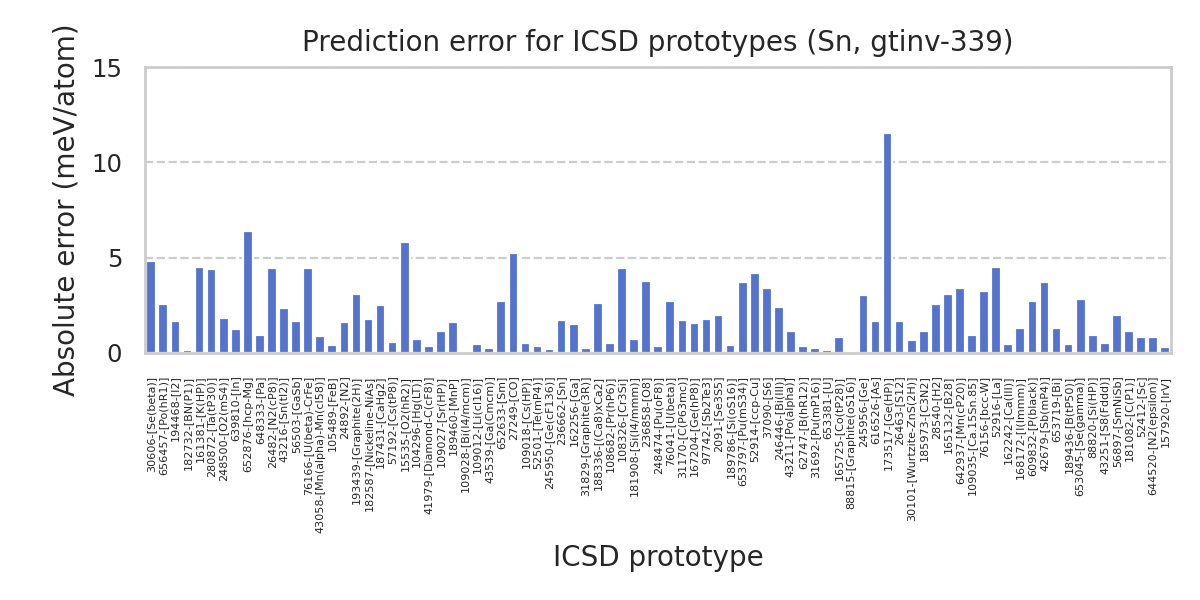 Prediction error for ICSD prototypes (Sn, gtinv-339)
Absolute error (meV/atom)
15
10
5
0
30606-[Se(beta)]
656457-[Po(hR1)]
194468-[I2]
182732-[BN(P1)]
161381-[K(HP)]
280872-[Ga(P30)]
248500-[O2(mS4)]
639810-[In]
652876-[hcp-Mg]
648333-[Pa]
26482-[N2(cP8)]
43216-[Sn(tI2)]
56503-[GaSb]
76166-[U(beta)-CrFe]
43058-[Mn(alpha)-Mn(cI58)]
105489-[FeB]
24892-[N2]
193439-[Graphite(2H)]
182587-[Nickeline-NiAs]
187431-[CaHg2]
57192-[Cs(tP8)]
15535-[O2(hR2)]
104296-[Hg(LT)]
41979-[Diamond-C(cF8)]
109027-[Sr(HP)]
189460-[MnP]
109028-[Bi(I4/mcm)]
109012-[Li(cI16)]
43539-[Ga(Cmcm)]
652633-[Sm]
27249-[CO]
109018-[Cs(HP)]
52501-[Te(mP4)]
245950-[Ge(cF136)]
236662-[Sn]
162256-[Ga]
31829-[Graphite(3R)]
188336-[(Ca8)xCa2]
108682-[Pr(hP6)]
108326-[Cr3Si]
181908-[Si(I4/mmm)]
236858-[O8]
248474-[Pu(oF8)]
76041-[U(beta)]
31170-[C(P63mc)]
167204-[Ge(hP8)]
97742-[Sb2Te3]
2091-[Se3S5]
189786-[Si(oS16)]
653797-[Pu(mS34)]
52914-[ccp-Cu]
37090-[S6]
246446-[Bi(III)]
43211-[Po(alpha)]
62747-[B(hR12)]
31692-[Pu(mP16)]
653381-[U]
165725-[Co(tP28)]
88815-[Graphite(oS16)]
245956-[Ge]
616526-[As]
173517-[Ge(HP)]
26463-[S12]
30101-[Wurtzite-ZnS(2H)]
185973-[C3N2]
28540-[H2]
165132-[B28]
642937-[Mn(cP20)]
109035-[Ca.15Sn.85]
76156-[bcc-W]
52916-[La]
162242-[Ga(II)]
168172-[I(Immm)]
609832-[P(black)]
42679-[Sb(mP4)]
653719-[Bi]
189436-[B(tP50)]
653045-[Se(gamma)]
88820-[Si(HP)]
43251-[S8(Fddd)]
56897-[SmNiSb]
181082-[C(P1)]
52412-[Sc]
644520-[N2(epsilon)]
157920-[IrV]
ICSD prototype